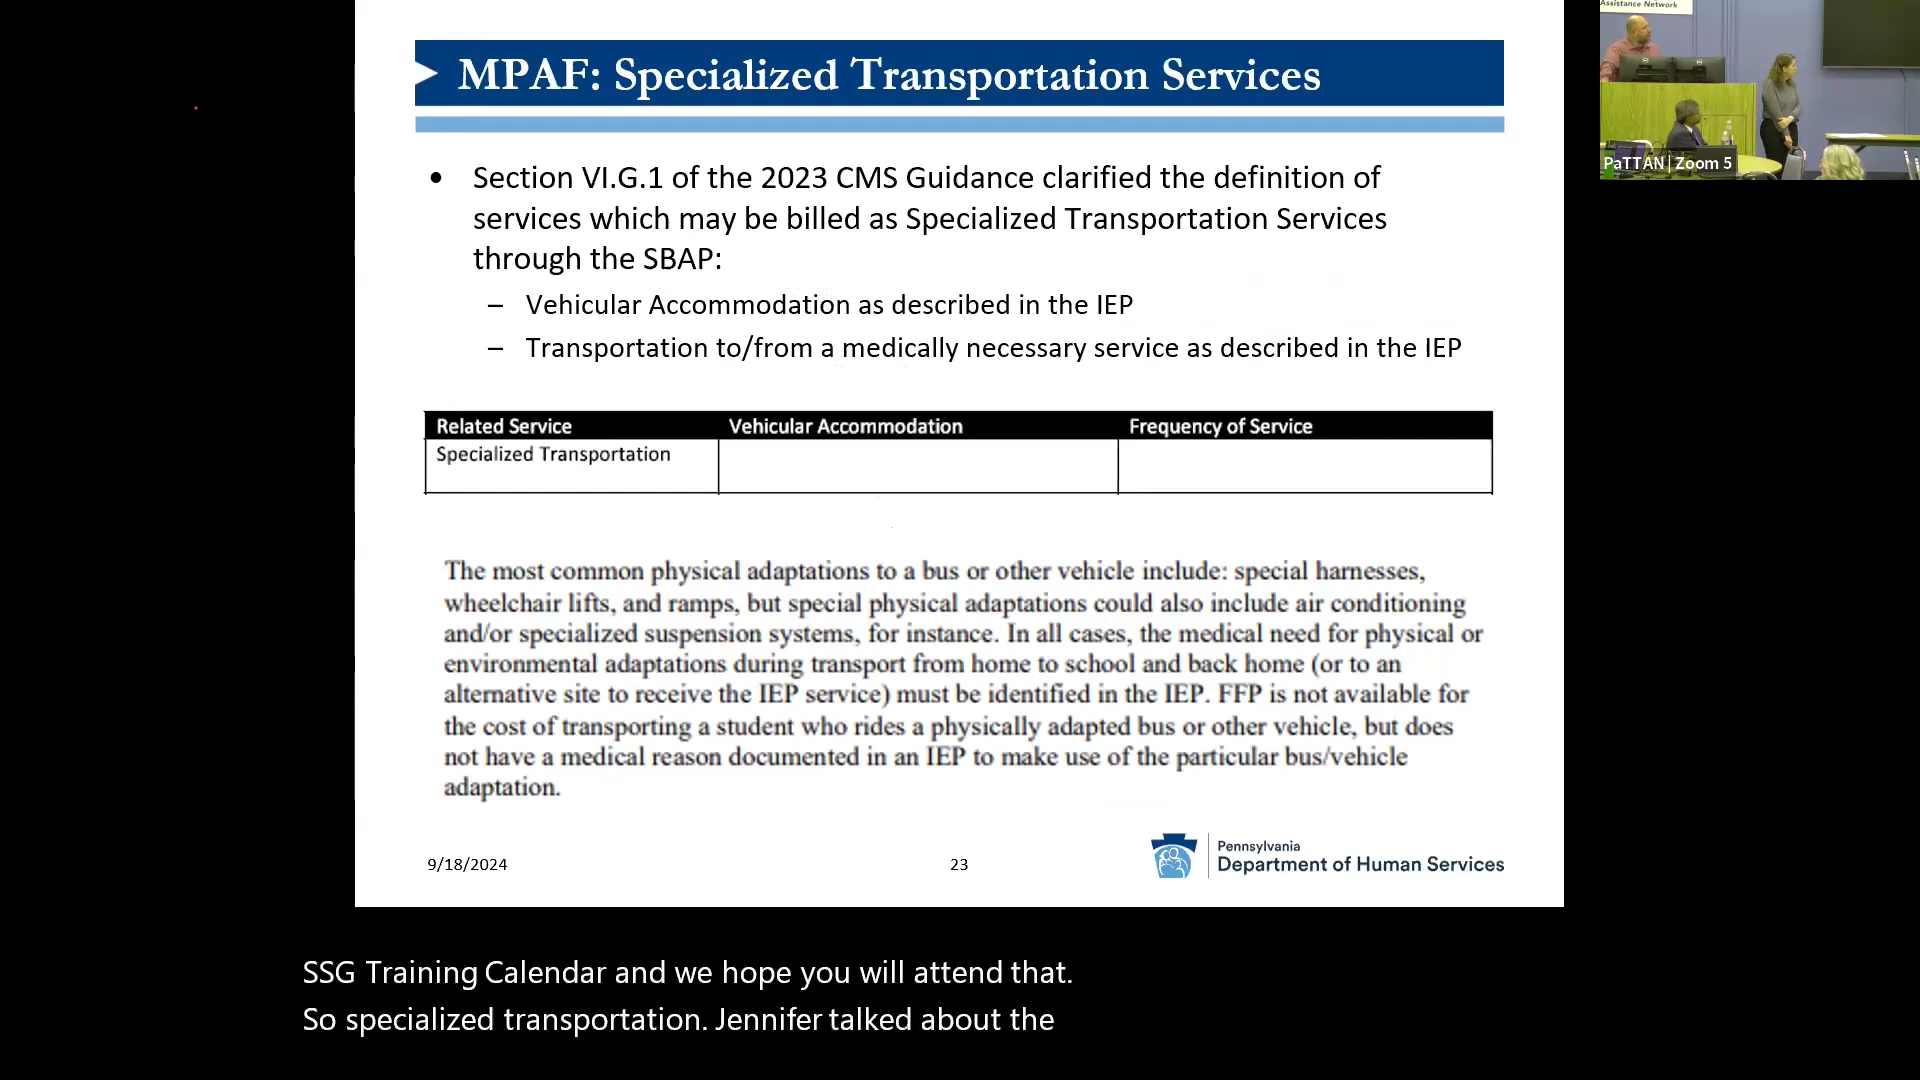 MPAF: Specialized Transportation Services
• Section VI.G.1 of the 2023 CMS Guidance clarified the definition of
services which may be billed as Specialized Transportation Services
through the SBAP:
– Vehicular Accommodation as described in the IEP
– Transportation to/from a medically necessary service as described in the IEP
Related Service Vehicular Accommodation Frequency of Service
Specialized Transportation
The most common physical adaptations to a bus or other vehicle include: special harnesses,
wheelchair lifts, and ramps, but special physical adaptations could also include air conditioning
and/or specialized suspension systems, for instance. In all cases, the medical need for physical or
environmental adaptations during transport from home to school and back home (or to an
alternative site to receive the IEP service) must be identified in the IEP. FFP is not available for
the cost of transporting a student who rides a physically adapted bus or other vehicle, but does
not have a medical reason documented in an IEP to make use of the particular bus/vehicle
adaptation.
9/18/2024
23
Pennsylvania
Department of Human Services
Assistance Network
PaTTAN | Zoom 5
SSG Training Calendar and we hope you will attend that.
So specialized transportation. Jennifer talked about the